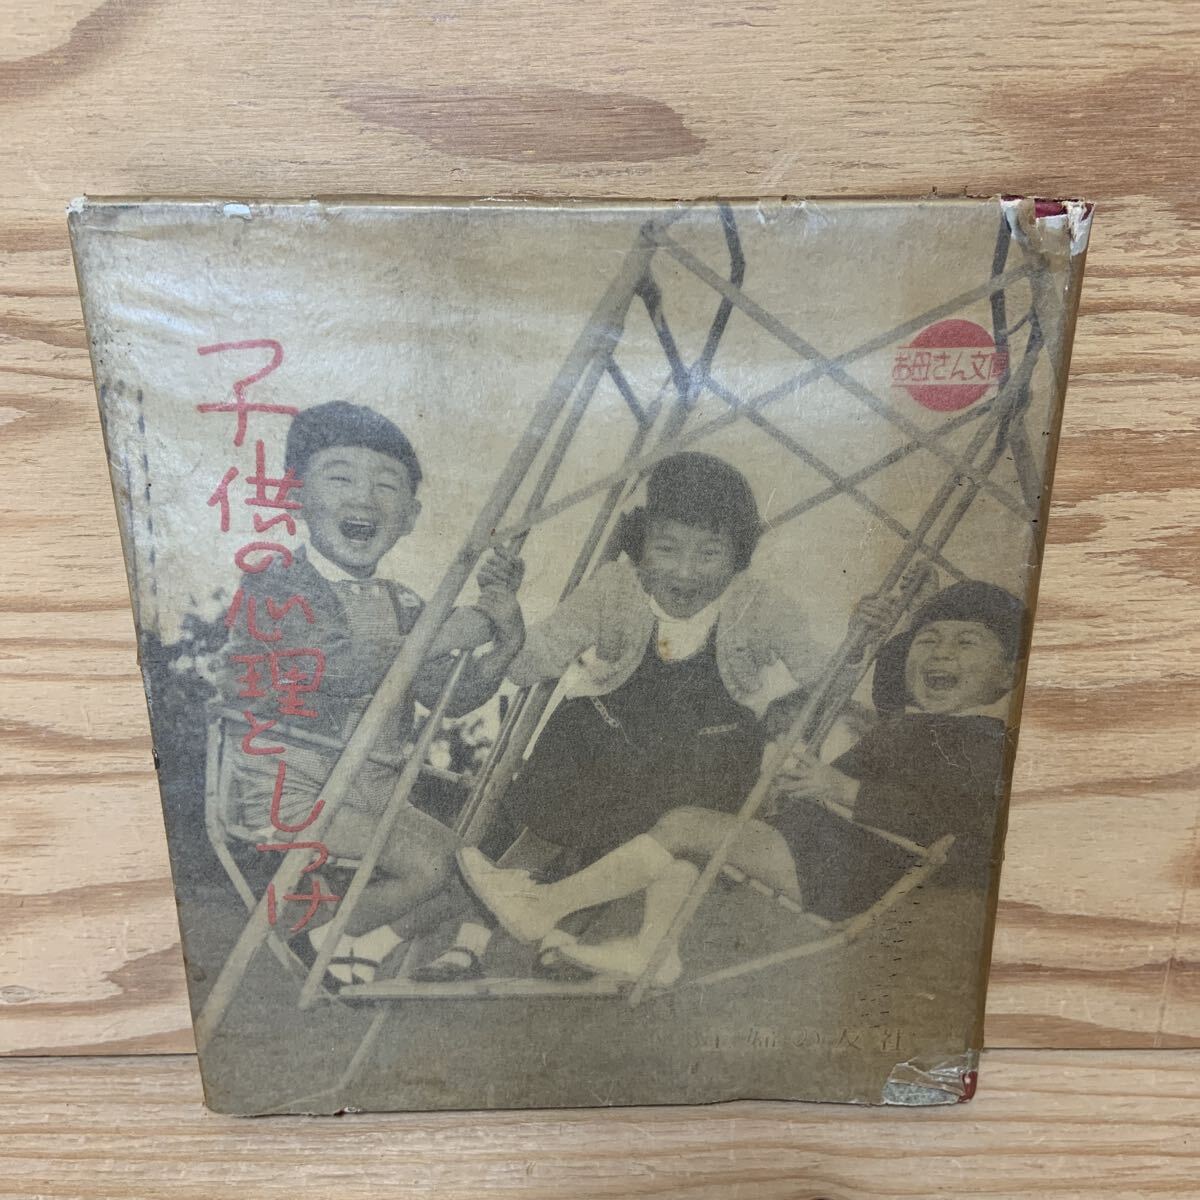 子供の心理としつけ
お母さん文庫
主婦の友社